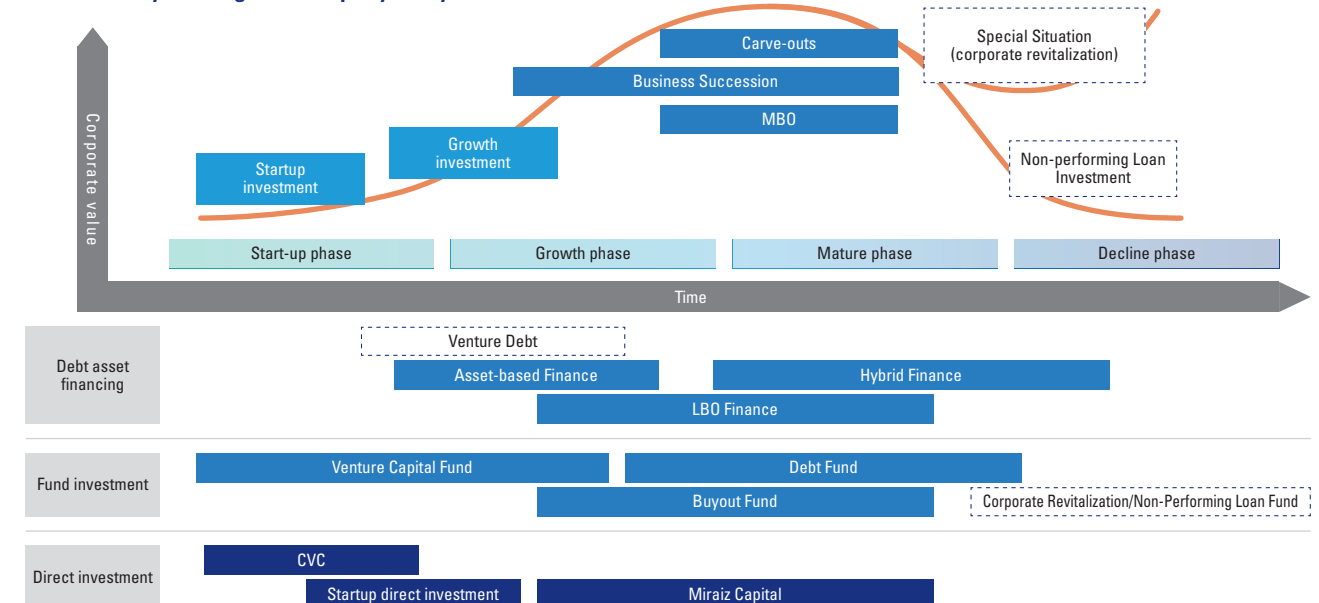 Special Situation
(corporate revitalization)
Carve-outs
Business Succession
MBO
Growth
investment
Startup
investment
Non-performing Loan
Investment
Corporate value
Start-up phase
Growth phase
Mature phase
Decline phase
Time
Debt asset
financing
Venture Debt
Asset-based Finance
Hybrid Finance
LBO Finance
Fund investment
Venture Capital Fund
Debt Fund
Buyout Fund
Corporate Revitalization/Non-Performing Loan Fund
Direct investment
CVC
Startup direct investment
Miraiz Capital